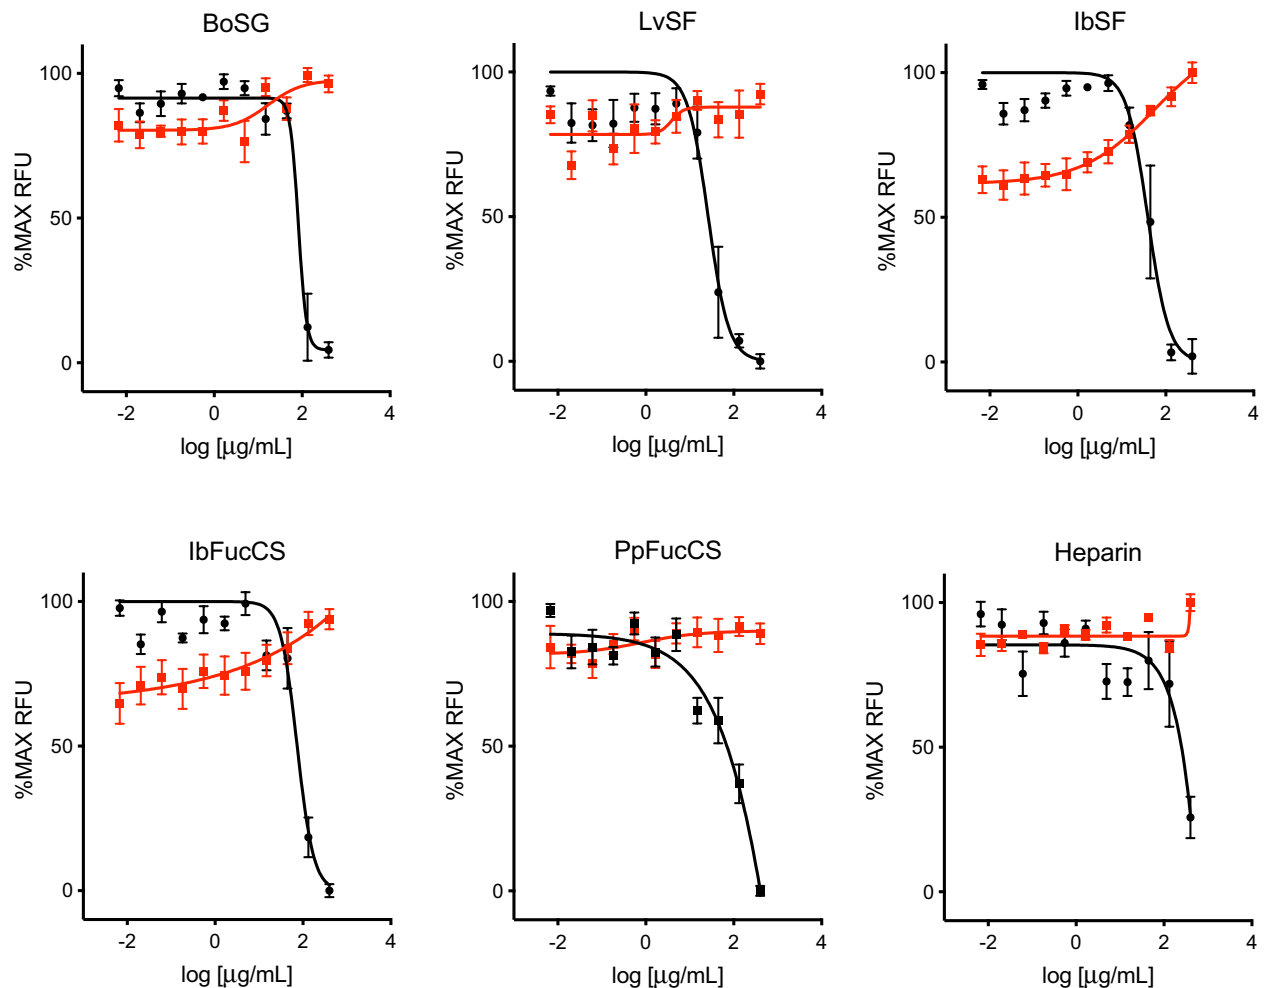 BoSG
LvSF
IbSF
%MAX RFU
100
50
0
-2
0
2
4
log [μg/mL]
%MAX RFU
100
50
0
-2
0
2
4
log [μg/mL]
%MAX RFU
100
50
0
-2
0
2
4
log [μg/mL]
IbFucCS
PpFucCS
Heparin
%MAX RFU
100
50
0
-2
0
2
4
log [μg/mL]
%MAX RFU
100
50
0
-2
0
2
4
log [μg/mL]
%MAX RFU
100
50
0
-2
0
2
4
log [μg/mL]